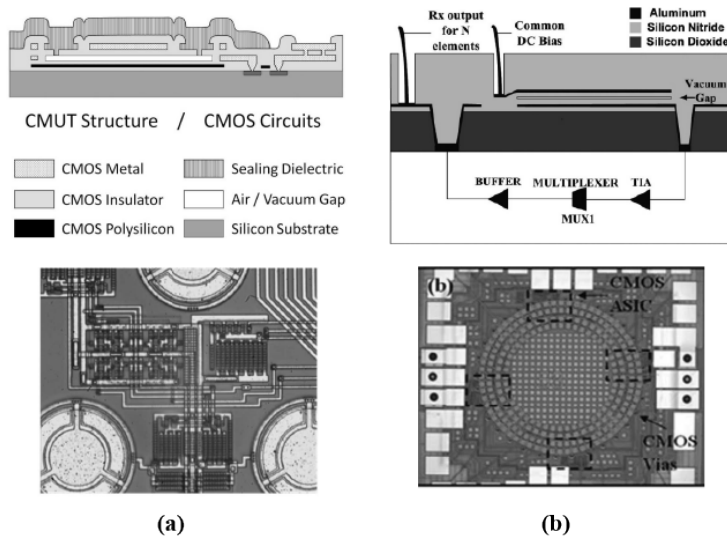 CMUT Structure / CMOS Circuits
CMOS Metal
Sealing Dielectric
CMOS Insulator
Air / Vacuum Gap
CMOS Polysilicon
Silicon Substrate
Rx output
for N
elements
Common
DC Bias
Aluminum
Silicon Nitride
Silicon Dioxide
Vacuum
Gap
BUFFER
MULTIPLEXER
MUX1
TIA
(b)
CMOS
ASIC
CMOS
Vias
(a)
(b)